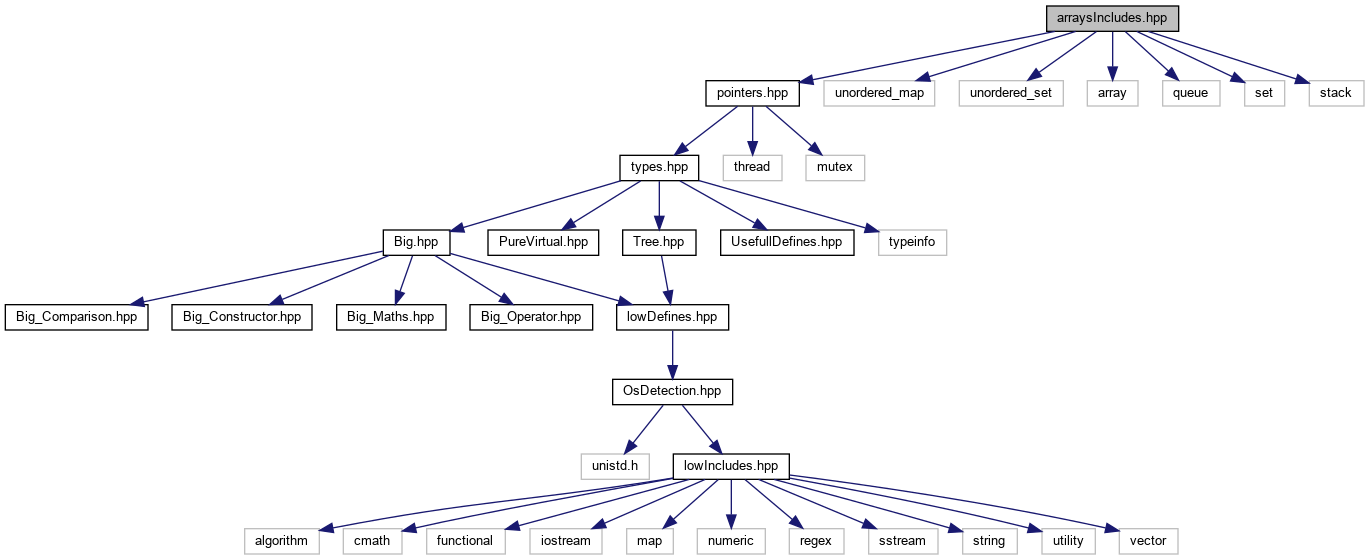 arraysIncludes.hpp
pointers.hpp
unordered_map
unordered_set
array
queue
set
stack
types.hpp
thread
mutex
Big.hpp
PureVirtual.hpp
Tree.hpp
UsefullDefines.hpp
typeinfo
Big_Comparison.hpp
Big_Constructor.hpp
Big_Maths.hpp
Big_Operator.hpp
lowDefines.hpp
OsDetection.hpp
unistd.h
lowIncludes.hpp
algorithm
cmath
functional
iostream
map
numeric
regex
sstream
string
utility
vector